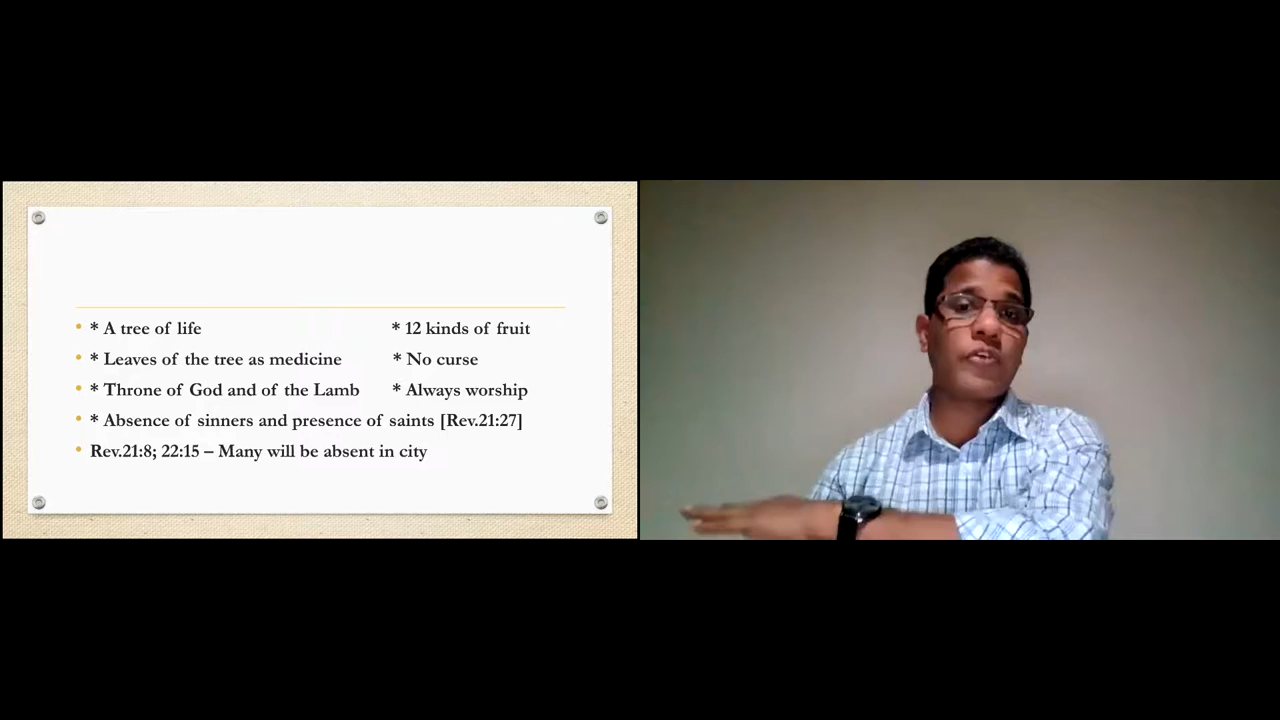 * A tree of life * 12 kinds of fruit
* Leaves of the tree as medicine * No curse
* Throne of God and of the Lamb * Always worship
* Absence of sinners and presence of saints [Rev.21:27]
Rev.21:8; 22:15 – Many will be absent in city